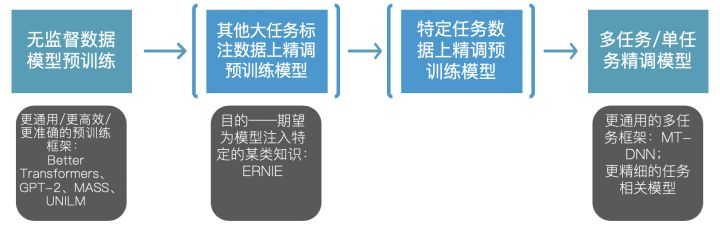 无监督数据
模型预训练
其他大任务标
注数据上精调
预训练模型
特定任务数
据上精调预
训练模型
多任务/单任
务精调模型
更通用/更高效/
更准确的预训练
框架：
Better
Transformers、
GPT-2、MASS、
UNILM
目的——期望
为模型注入特
定的某类知识：
ERNIE
更通用的多任
务框架：MT-
DNN；
更精细的任务
相关模型